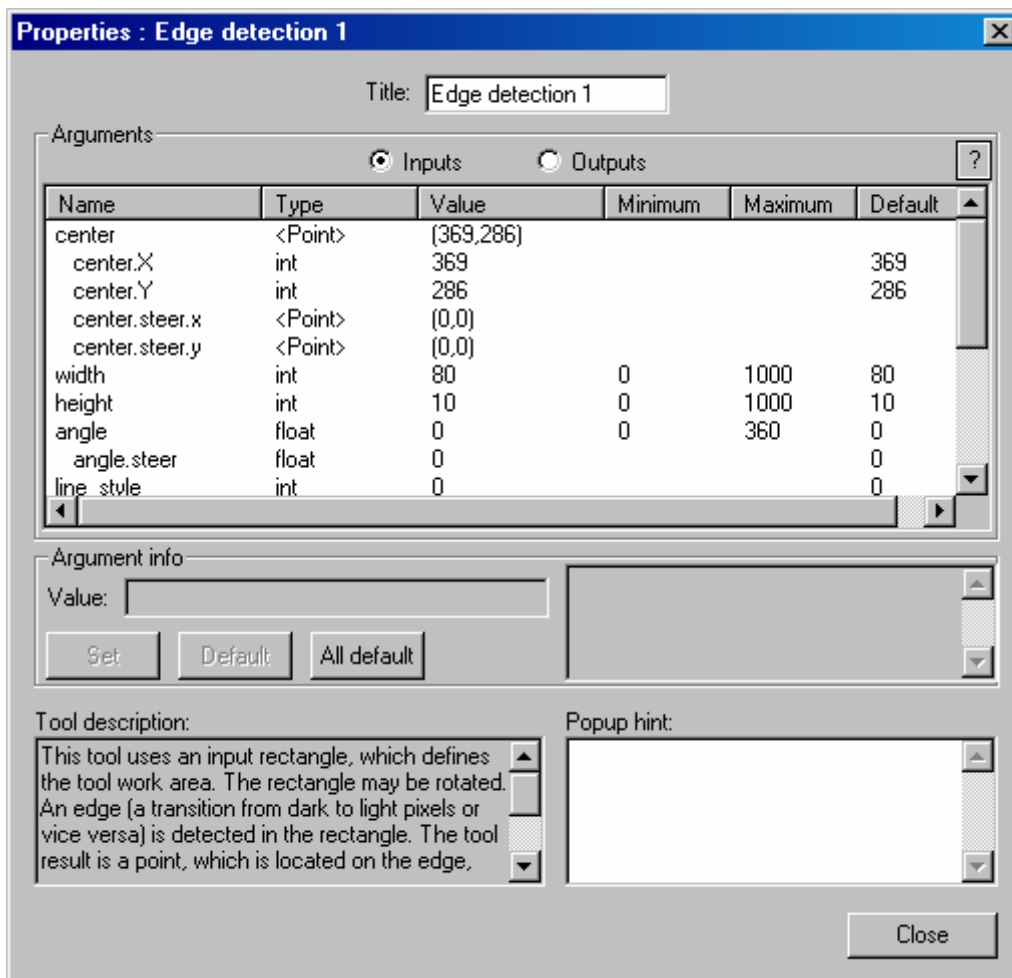 Properties : Edge detection 1
Title: Edge detection 1
Arguments
Inputs Outputs ?
Name Type Value Minimum Maximum Default
center <Point> (369,286)
center.X int 369 369
center.Y int 286 286
center.steer.x <Point> (0,0)
center.steer.y <Point> (0,0)
width int 80 0 1000 80
height int 10 0 1000 10
angle float 0 0 360 0
angle.steer float 0 0
line_style int 0 0
Argument info
Value:
Set Default All default
Tool description:
This tool uses an input rectangle, which defines
the tool work area. The rectangle may be rotated.
An edge (a transition from dark to light pixels or
vice versa) is detected in the rectangle. The tool
result is a point, which is located on the edge,
Popup hint:
Close